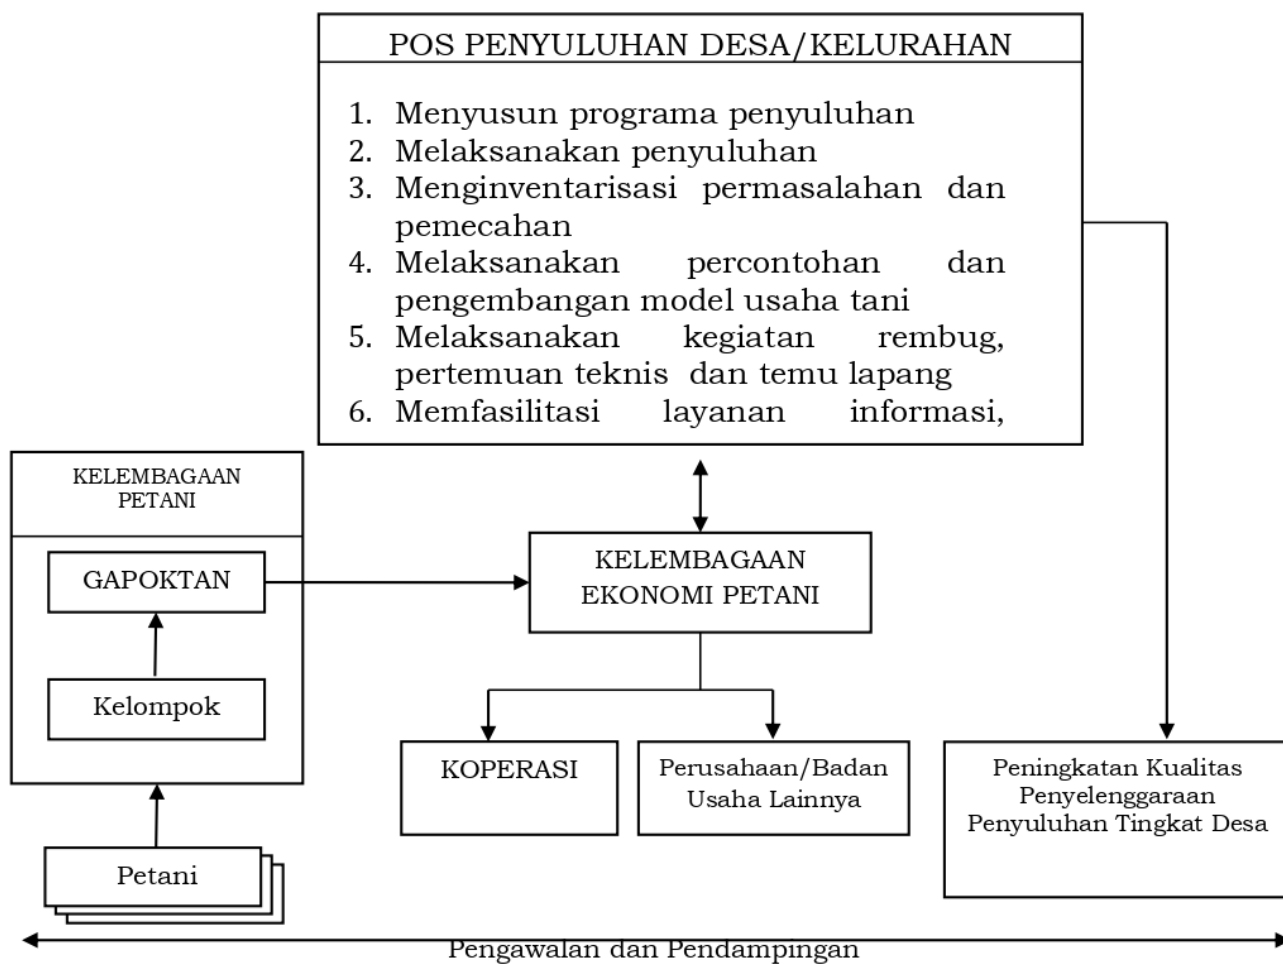 POS PENYULUHAN DESA/KELURAHAN
1. Menyusun programa penyuluhan
2. Melaksanakan penyuluhan
3. Menginventarisasi permasalahan dan
pemecahan
4. Melaksanakan percontohan dan
pengembangan model usaha tani
5. Melaksanakan kegiatan rembug,
pertemuan teknis dan temu lapang
6. Memfasilitasi layanan informasi,
KELEMBAGAAN
PETANI
GAPOKTAN
Kelompok
Petani
KELEMBAGAAN
EKONOMI PETANI
KOPERASI
Perusahaan/Badan
Usaha Lainnya
Peningkatan Kualitas
Penyelenggaraan
Penyuluhan Tingkat Desa
Pengawalan dan Pendampingan